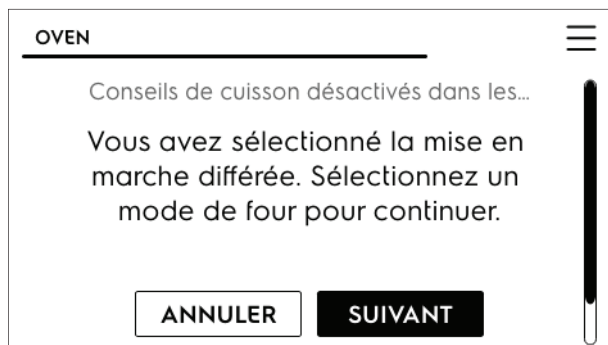 OVEN
Conseils de cuisson désactivés dans les...
Vous avez sélectionné la mise en
marche différée. Sélectionnez un
mode de four pour continuer.
ANNULER SUIVANT